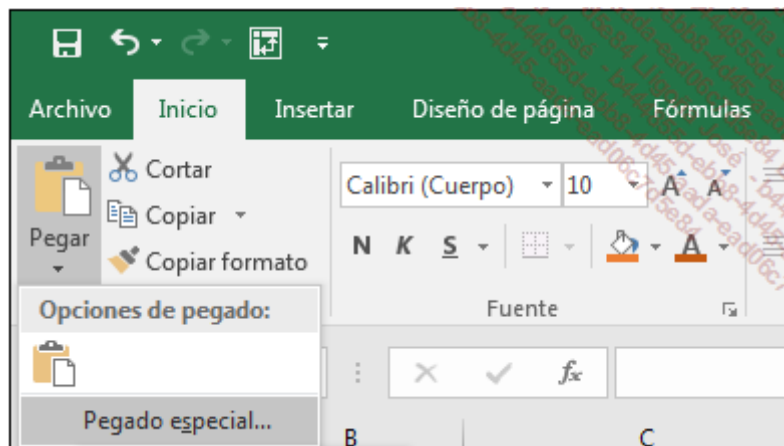 Archivo Inicio Insertar Diseño de página Fórmulas
Cortar
Copiar
Copiar formato
Pegar
Calibri (Cuerpo) 10 A A
N K S A
Fuente
Opciones de pegado:
fx
Pegado especial...
B C